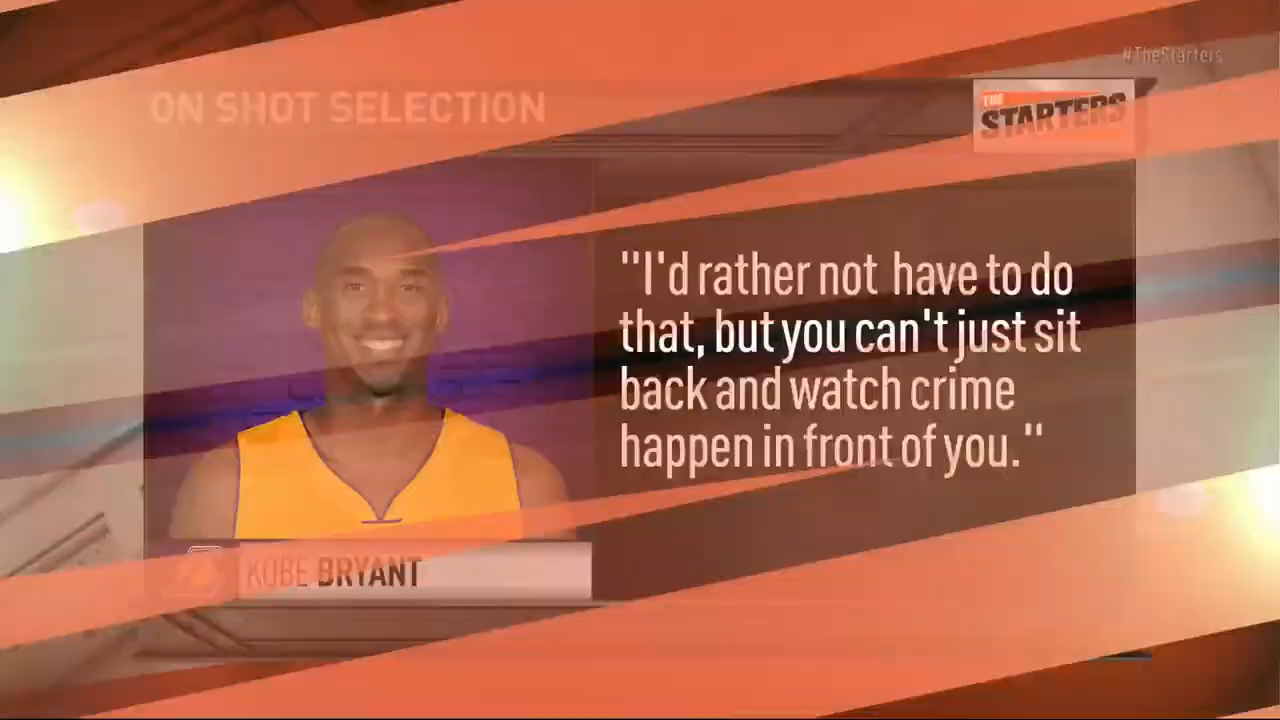 #TheStarters
ON SHOT SELECTION
THE
STARTERS
"I'd rather not have to do
that, but you can't just sit
back and watch crime
happen in front of you."
KOBE BRYANT